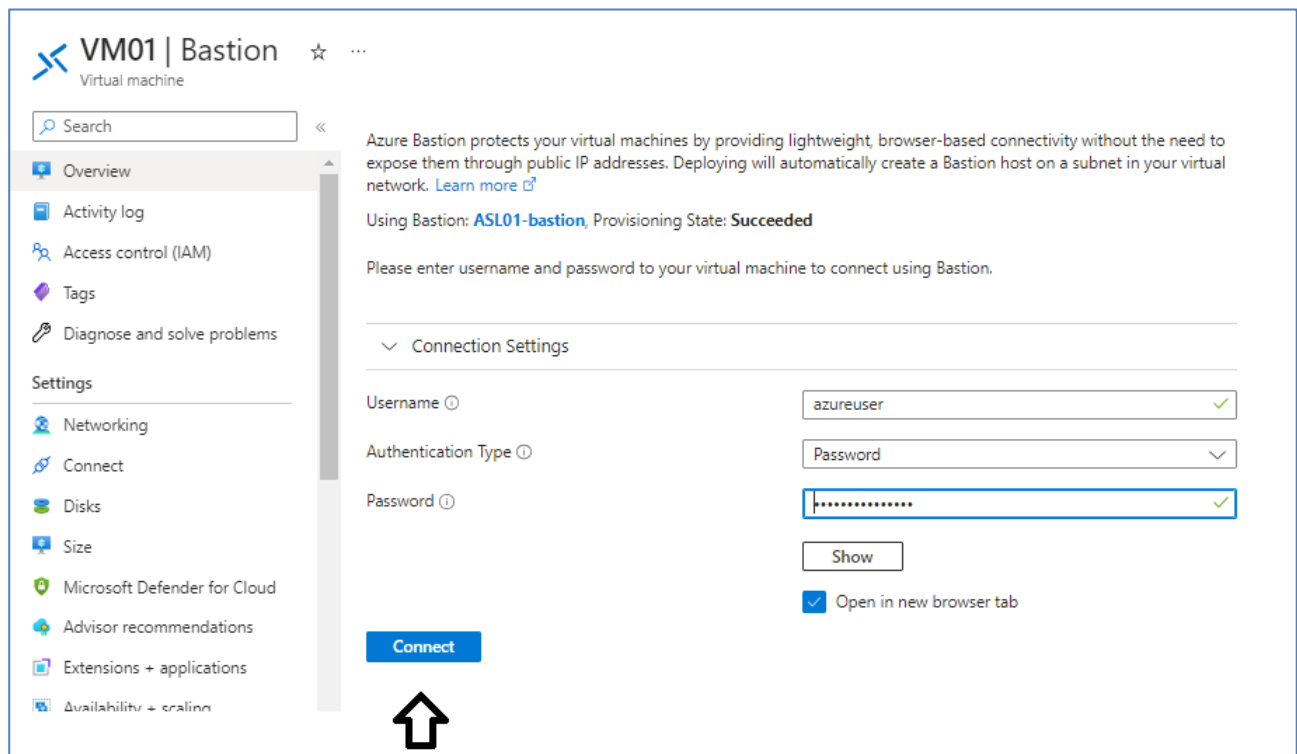 VM01 | Bastion
Virtual machine
Search
Overview
Activity log
Access control (IAM)
Tags
Diagnose and solve problems
Settings
Networking
Connect
Disks
Size
Microsoft Defender for Cloud
Advisor recommendations
Extensions + applications
Availability + scaling
Azure Bastion protects your virtual machines by providing lightweight, browser-based connectivity without the need to
expose them through public IP addresses. Deploying will automatically create a Bastion host on a subnet in your virtual
network. Learn more
Using Bastion: ASL01-bastion, Provisioning State: Succeeded
Please enter username and password to your virtual machine to connect using Bastion.
Connection Settings
Username azureuser
Authentication Type Password
Password •••••••••••••••
Show
Open in new browser tab
Connect